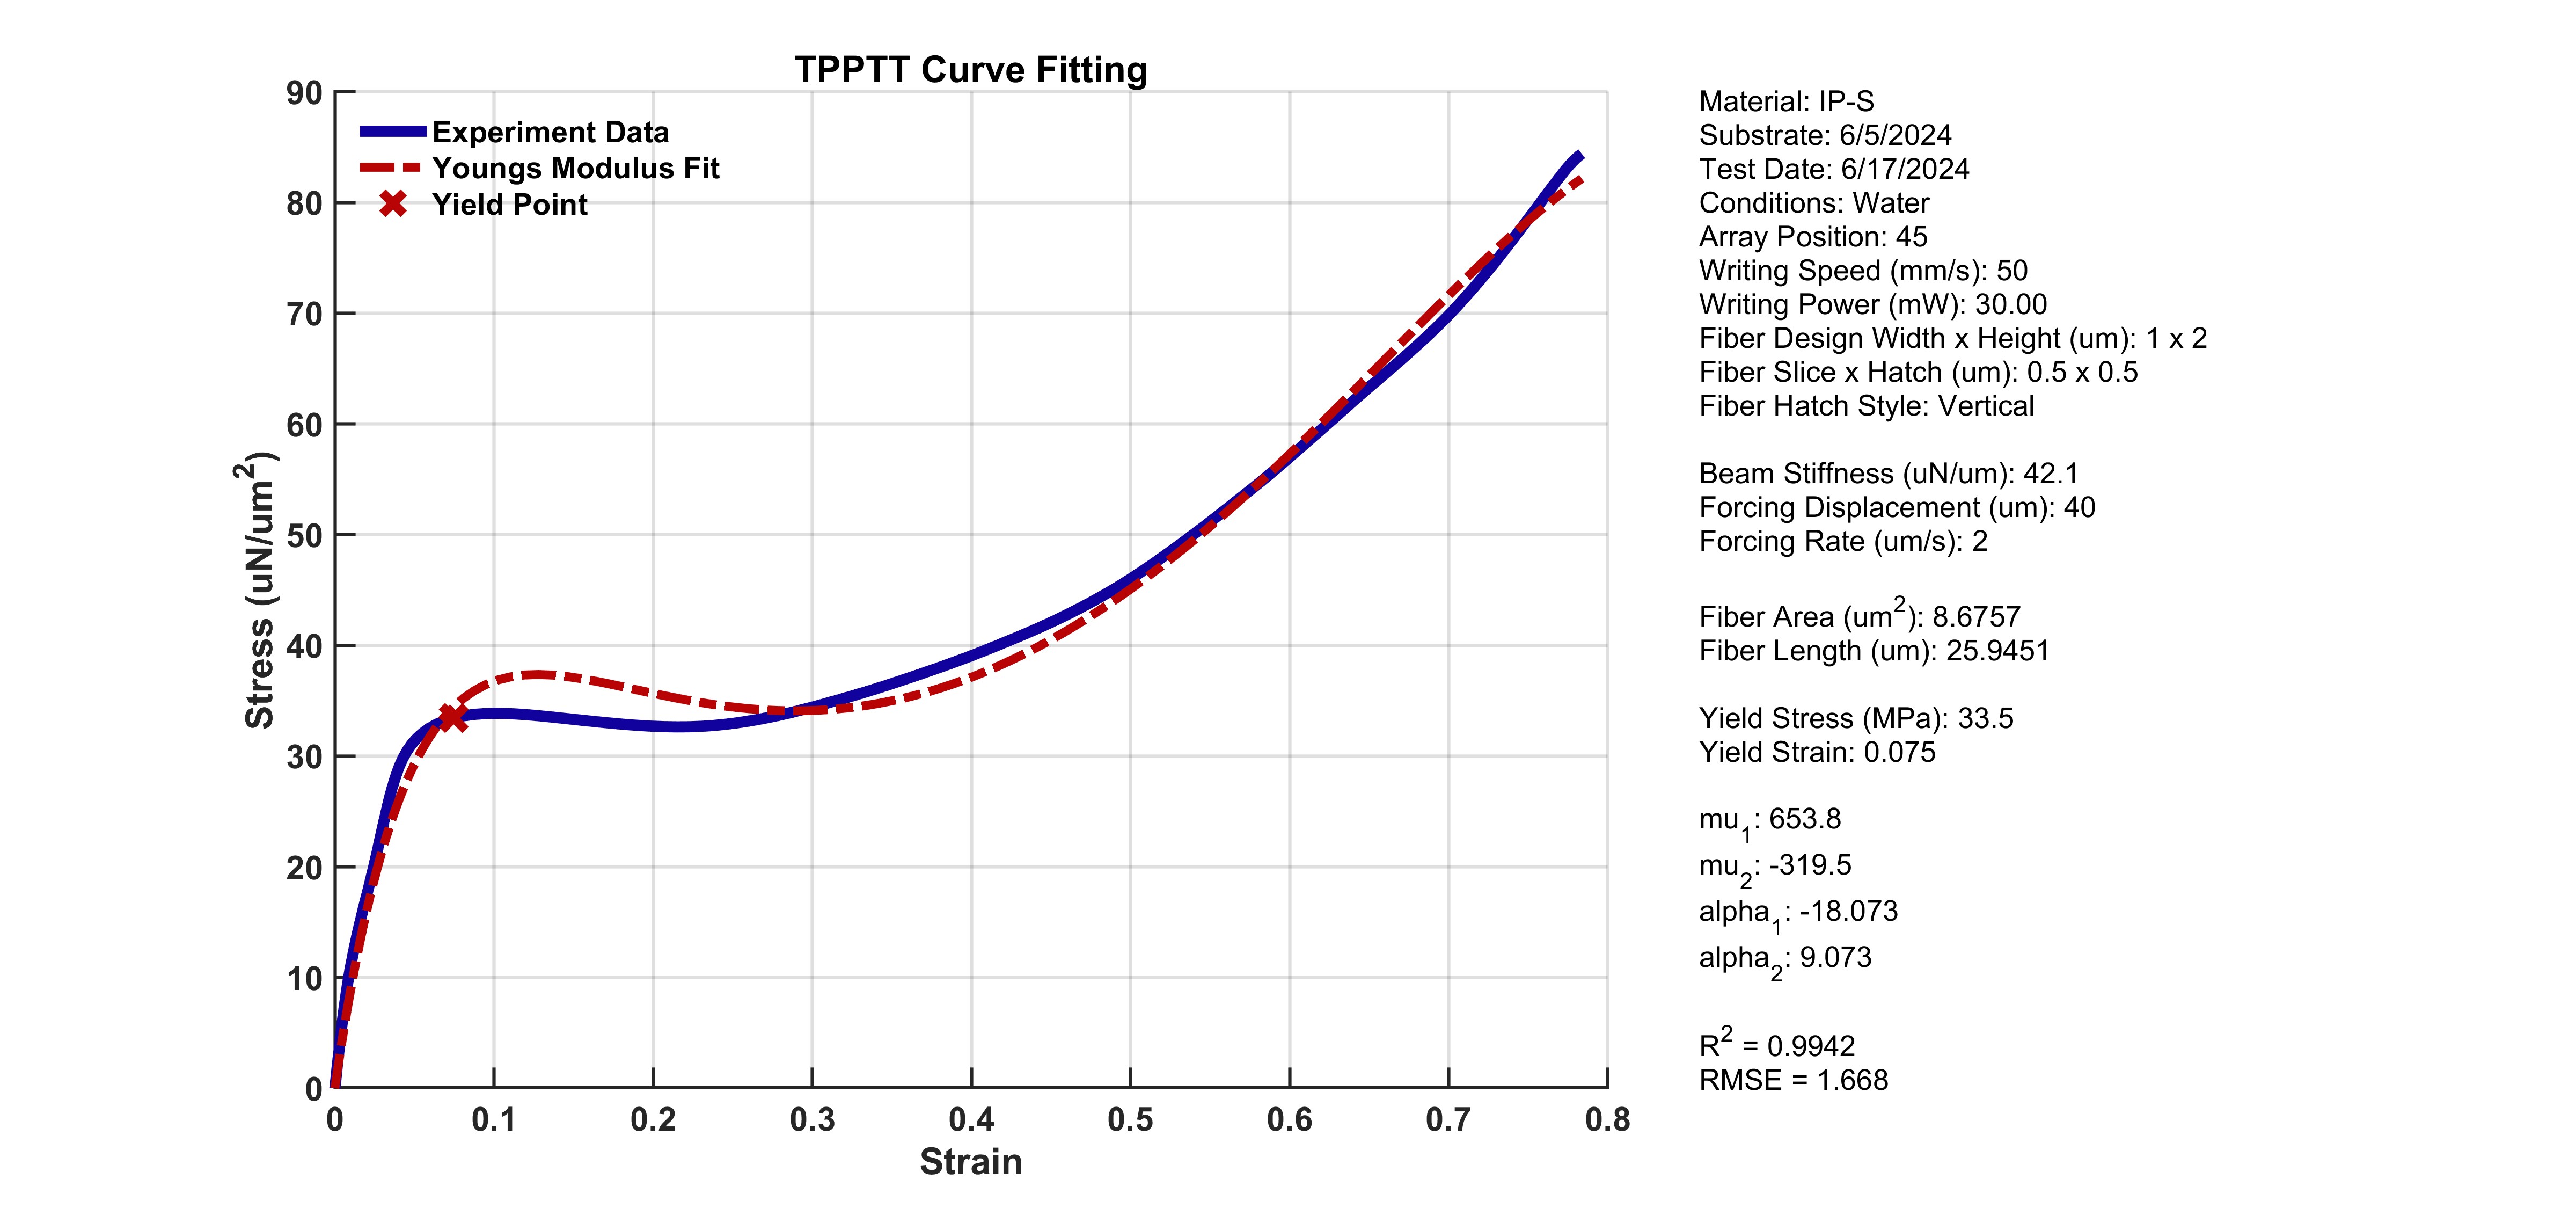 TPPTT Curve Fitting
90
80
70
60
50
40
30
20
10
0
Stress (uN/um²)
Experiment Data
Youngs Modulus Fit
Yield Point
0 0.1 0.2 0.3 0.4 0.5 0.6 0.7 0.8
Strain
Material: IP-S
Substrate: 6/5/2024
Test Date: 6/17/2024
Conditions: Water
Array Position: 45
Writing Speed (mm/s): 50
Writing Power (mW): 30.00
Fiber Design Width x Height (um): 1 x 2
Fiber Slice x Hatch (um): 0.5 x 0.5
Fiber Hatch Style: Vertical
Beam Stiffness (uN/um): 42.1
Forcing Displacement (um): 40
Forcing Rate (um/s): 2
Fiber Area (um²): 8.6757
Fiber Length (um): 25.9451
Yield Stress (MPa): 33.5
Yield Strain: 0.075
mu₁: 653.8
mu₂: -319.5
alpha₁: -18.073
alpha₂: 9.073
R² = 0.9942
RMSE = 1.668